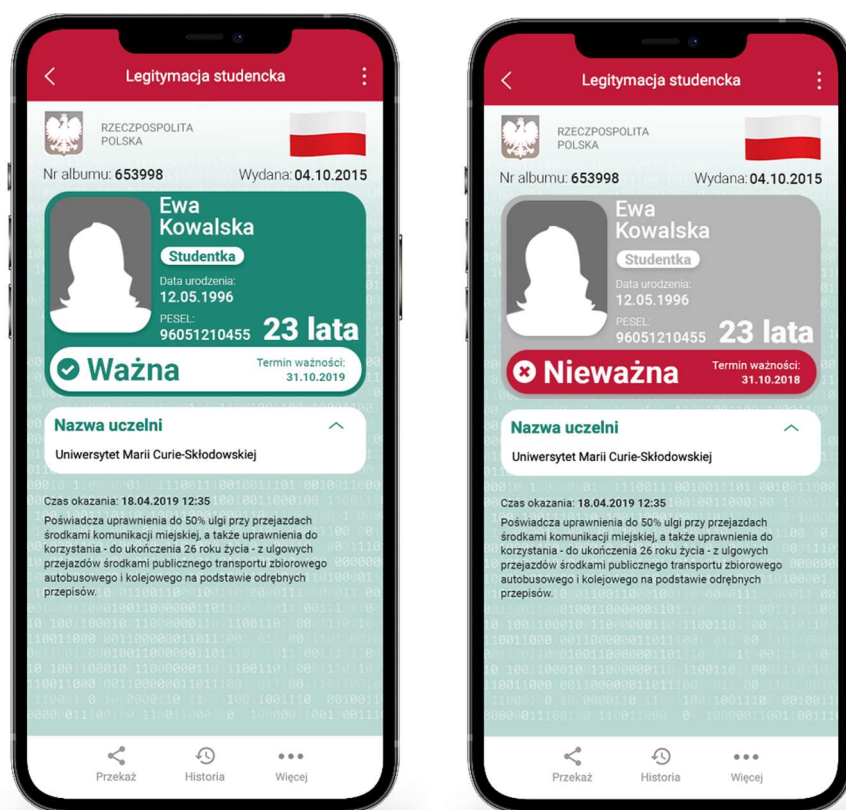 Legitymacja studencka
RZECZPOSPOLITA
POLSKA
Nr albumu: 653998 Wydana: 04.10.2015
Ewa
Kowalska
Studentka
Data urodzenia:
12.05.1996
PESEL:
96051210455 23 lata
Ważna Termin ważności:
31.10.2019
Nazwa uczelni
Uniwersytet Marii Curie-Skłodowskiej
Czas okazania: 18.04.2019 12:35
Poświadcza uprawnienia do 50% ulgi przy przejazdach
środkami komunikacji miejskiej, a także uprawnienia do
korzystania - do ukończenia 26 roku życia - z ulgowych
przejazdów środkami publicznego transportu zbiorowego
autobusowego i kolejowego na podstawie odrębnych
przepisów.
Przekaż Historia Więcej
Legitymacja studencka
RZECZPOSPOLITA
POLSKA
Nr albumu: 653998 Wydana: 04.10.2015
Ewa
Kowalska
Studentka
Data urodzenia:
12.05.1996
PESEL:
96051210455 23 lata
Nieważna Termin ważności:
31.10.2018
Nazwa uczelni
Uniwersytet Marii Curie-Skłodowskiej
Czas okazania: 18.04.2019 12:35
Poświadcza uprawnienia do 50% ulgi przy przejazdach
środkami komunikacji miejskiej, a także uprawnienia do
korzystania - do ukończenia 26 roku życia - z ulgowych
przejazdów środkami publicznego transportu zbiorowego
autobusowego i kolejowego na podstawie odrębnych
przepisów.
Przekaż Historia Więcej